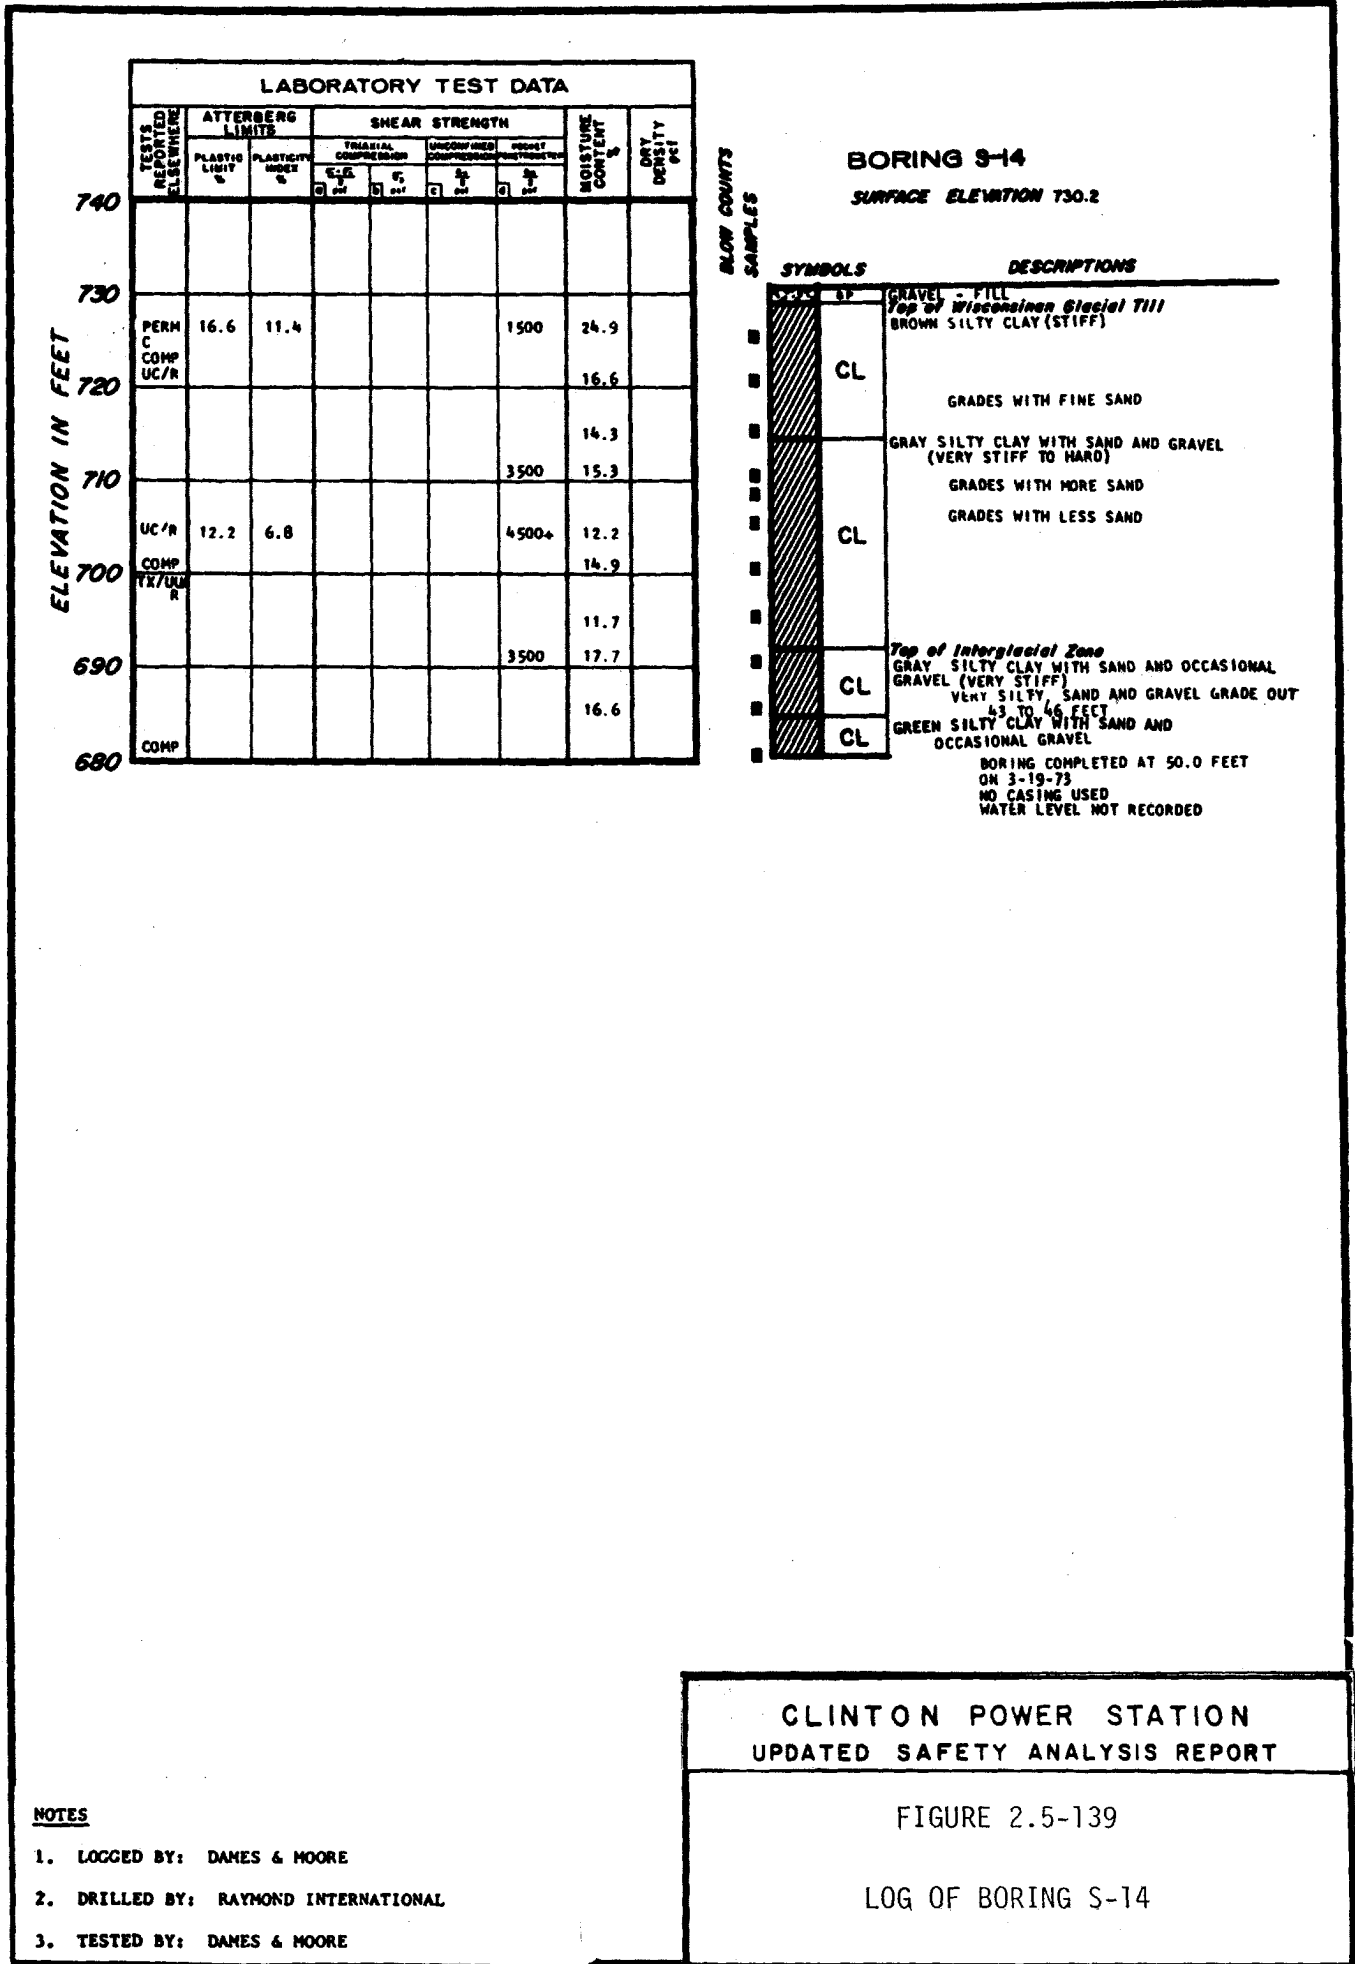 LABORATORY TEST DATA
TESTS REPORTED ELSEWHERE
ATTERBERG LIMITS
SHEAR STRENGTH
MOISTURE CONTENT %
DRY DENSITY pcf
PLASTIC LIMIT %
PLASTICITY INDEX %
TRIAXIAL COMPRESSION
UNCONFINED COMPRESSION
POCKET PENETROMETER
a psf
b psf
c psf
d psf
BLOW COUNTS
SAMPLES
BORING S-14
SURFACE ELEVATION 730.2
SYMBOLS
DESCRIPTIONS
ELEVATION IN FEET
740
730
720
710
700
690
680
PERM 16.6 11.4 1500 24.9
C
COMP
UC/R
16.6
14.3
3500 15.3
UC/R 12.2 6.8 4500+ 12.2
COMP 14.9
TX/UU
R
11.7
3500 17.7
16.6
COMP
GP
GRAVEL - FILL
Top of Wisconsinan Glacial Till
BROWN SILTY CLAY (STIFF)
CL
GRADES WITH FINE SAND
GRAY SILTY CLAY WITH SAND AND GRAVEL
(VERY STIFF TO HARD)
GRADES WITH MORE SAND
GRADES WITH LESS SAND
CL
Top of Interglacial Zone
GRAY SILTY CLAY WITH SAND AND OCCASIONAL
GRAVEL (VERY STIFF)
CL
VERY SILTY, SAND AND GRAVEL GRADE OUT
43 TO 46 FEET
GREEN SILTY CLAY WITH SAND AND
CL
OCCASIONAL GRAVEL
BORING COMPLETED AT 50.0 FEET
ON 3-19-73
NO CASING USED
WATER LEVEL NOT RECORDED
CLINTON POWER STATION
UPDATED SAFETY ANALYSIS REPORT
FIGURE 2.5-139
LOG OF BORING S-14
NOTES
1. LOGGED BY: DAMES & MOORE
2. DRILLED BY: RAYMOND INTERNATIONAL
3. TESTED BY: DAMES & MOORE